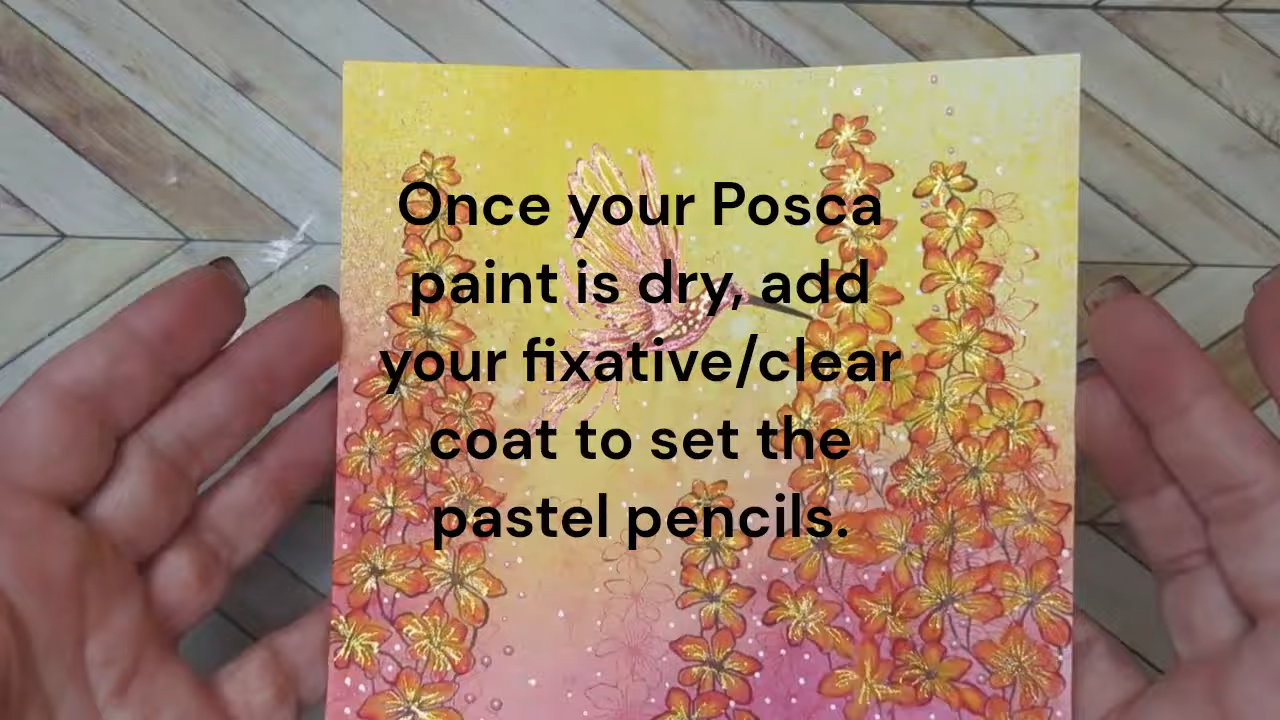 Once your Posca
paint is dry, add
your fixative/clear
coat to set the
pastel pencils.